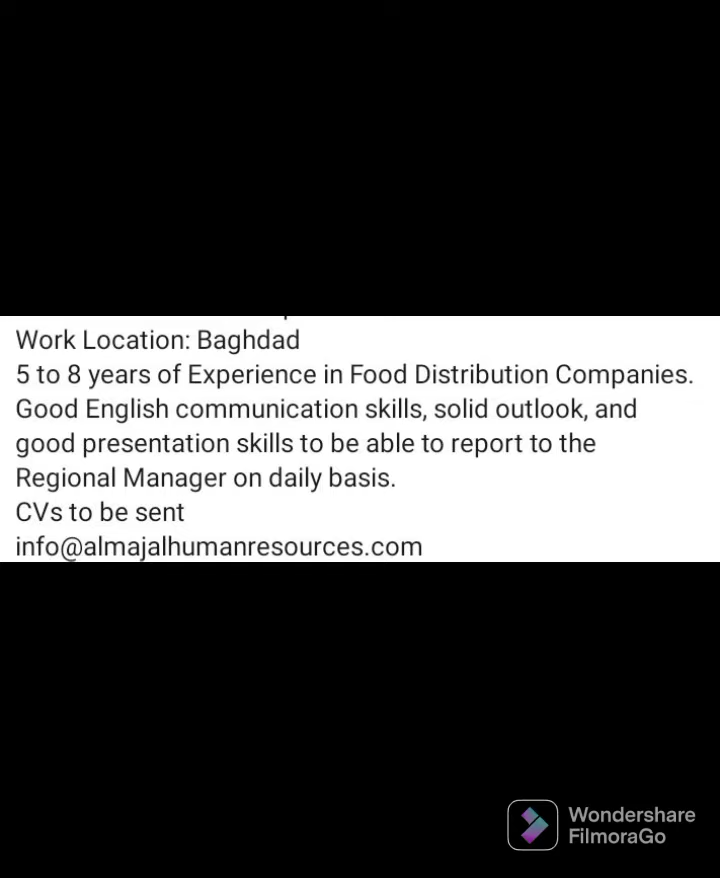 Work Location: Baghdad
5 to 8 years of Experience in Food Distribution Companies.
Good English communication skills, solid outlook, and
good presentation skills to be able to report to the
Regional Manager on daily basis.
CVs to be sent
info@almajalhumanresources.com
Wondershare
FilmoraGo